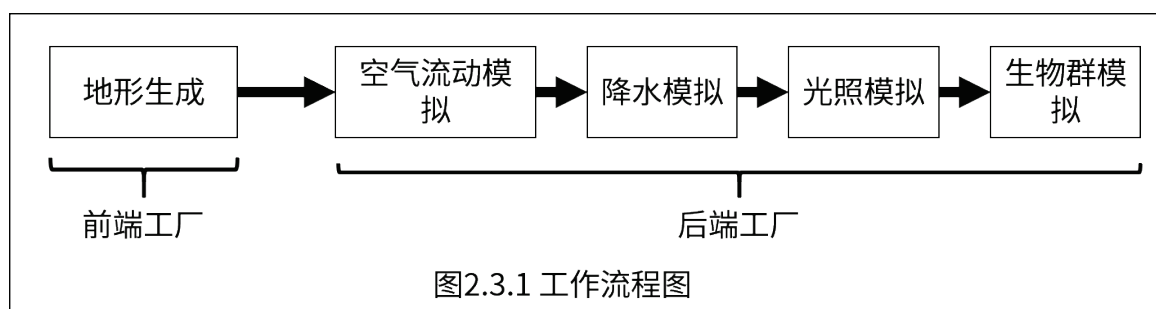 地形生成
空气流动模
拟
降水模拟
光照模拟
生物群模
拟
前端工厂
后端工厂
图2.3.1 工作流程图